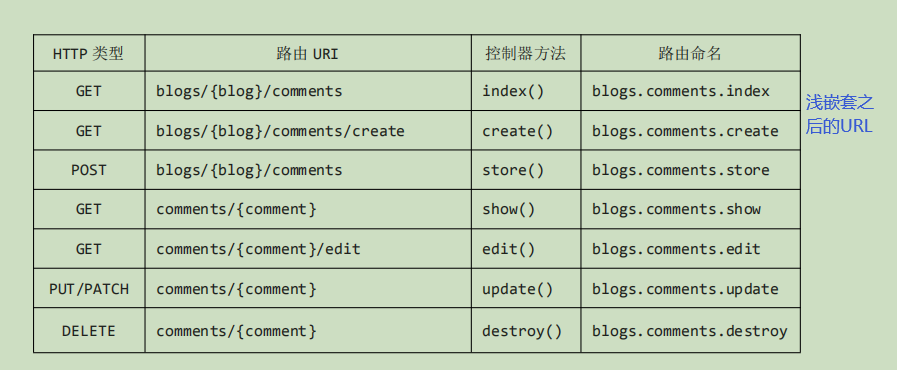 HTTP 类型 路由 URI 控制器方法 路由命名
GET blogs/{blog}/comments index() blogs.comments.index
GET blogs/{blog}/comments/create create() blogs.comments.create
POST blogs/{blog}/comments store() blogs.comments.store
GET comments/{comment} show() blogs.comments.show
GET comments/{comment}/edit edit() blogs.comments.edit
PUT/PATCH comments/{comment} update() blogs.comments.update
DELETE comments/{comment} destroy() blogs.comments.destroy
浅嵌套之
后的URL